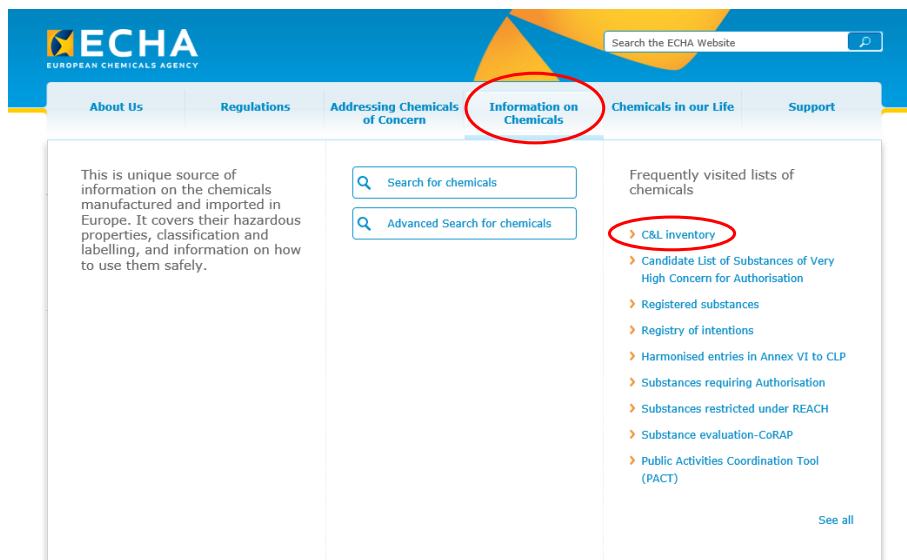 ECHA
EUROPEAN CHEMICALS AGENCY
Search the ECHA Website
About Us
Regulations
Addressing Chemicals
of Concern
Information on
Chemicals
Chemicals in our Life
Support
This is unique source of
information on the chemicals
manufactured and imported in
Europe. It covers their hazardous
properties, classification and
labelling, and information on how
to use them safely.
Search for chemicals
Advanced Search for chemicals
Frequently visited lists of
chemicals
C&L inventory
Candidate List of Substances of Very
High Concern for Authorisation
Registered substances
Registry of intentions
Harmonised entries in Annex VI to CLP
Substances requiring Authorisation
Substances restricted under REACH
Substance evaluation-CoRAP
Public Activities Coordination Tool
(PACT)
See all